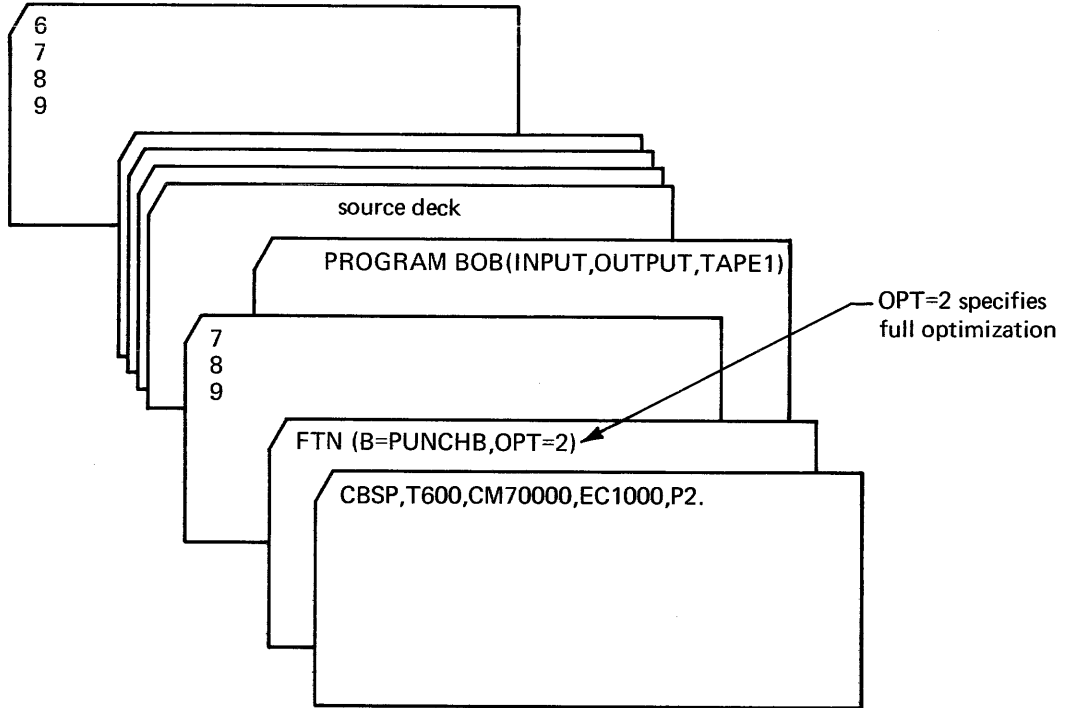 6
7
8
9
source deck
PROGRAM BOB(INPUT,OUTPUT,TAPE1)
OPT=2 specifies
full optimization
7
8
9
FTN (B=PUNCHB,OPT=2)
CBSP,T600,CM70000,EC1000,P2.